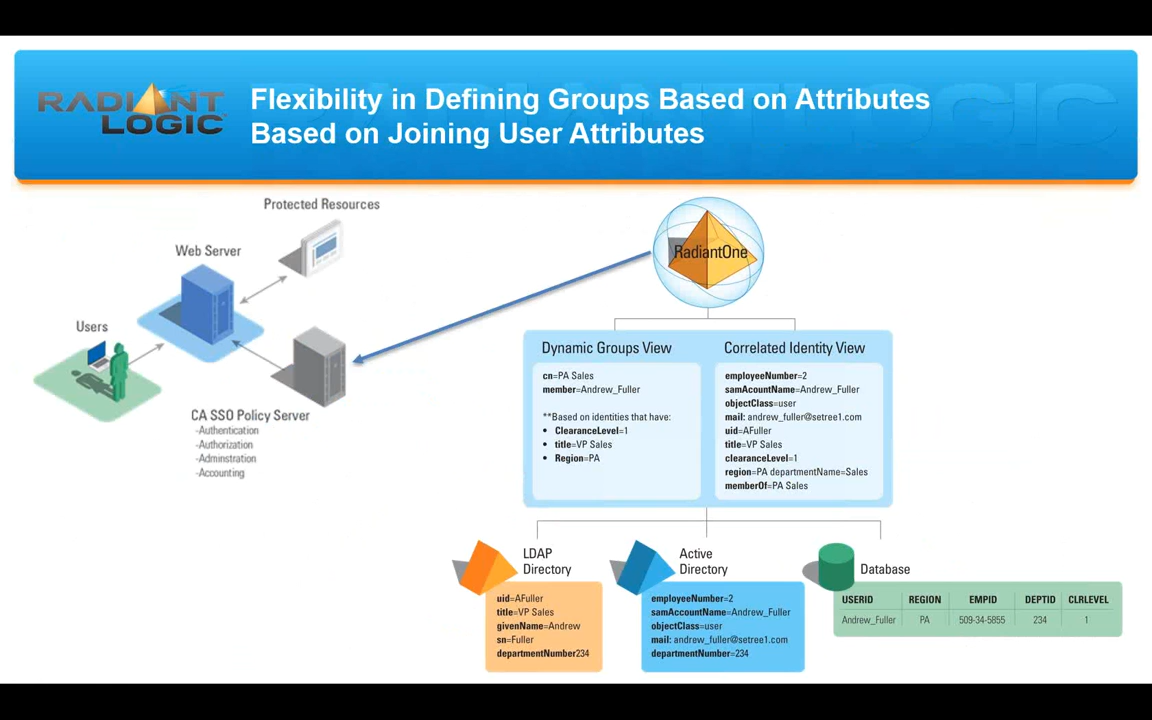 RADIANT
LOGIC
Flexibility in Defining Groups Based on Attributes
Based on Joining User Attributes
Protected Resources
Web Server
Users
CA SSO Policy Server
-Authentication
-Authorization
-Adminstration
-Accounting
RadiantOne
Dynamic Groups View
cn=PA Sales
member=Andrew_Fuller
**Based on identities that have:
• ClearanceLevel=1
• title=VP Sales
• Region=PA
Correlated Identity View
employeeNumber=2
samAcountName=Andrew_Fuller
objectClass=user
mail: andrew_fuller@setree1.com
uid=AFuller
title=VP Sales
clearanceLevel=1
region=PA departmentName=Sales
memberOf=PA Sales
LDAP
Directory
uid=AFuller
title=VP Sales
givenName=Andrew
sn=Fuller
departmentNumber234
Active
Directory
employeeNumber=2
samAccountName=Andrew_Fuller
objectClass=user
mail: andrew_fuller@setree1.com
departmentNumber=234
Database
USERID REGION EMPID DEPTID CLRLEVEL
Andrew_Fuller PA 509-34-5855 234 1